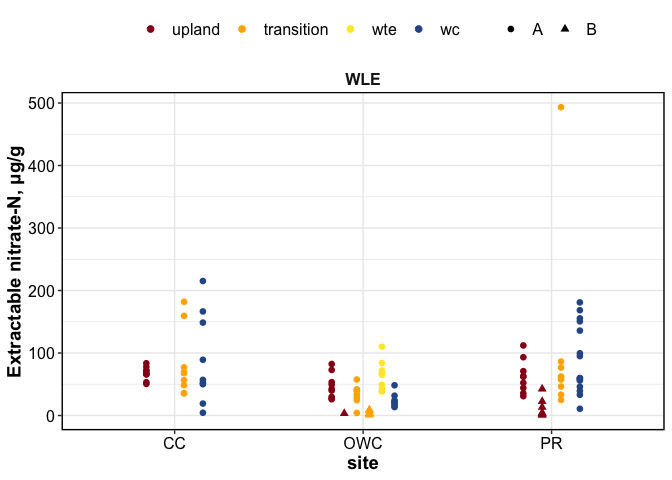 upland transition wte wc A B
WLE
500
400
300
200
100
0
Extractable nitrate-N, µg/g
CC OWC PR
site